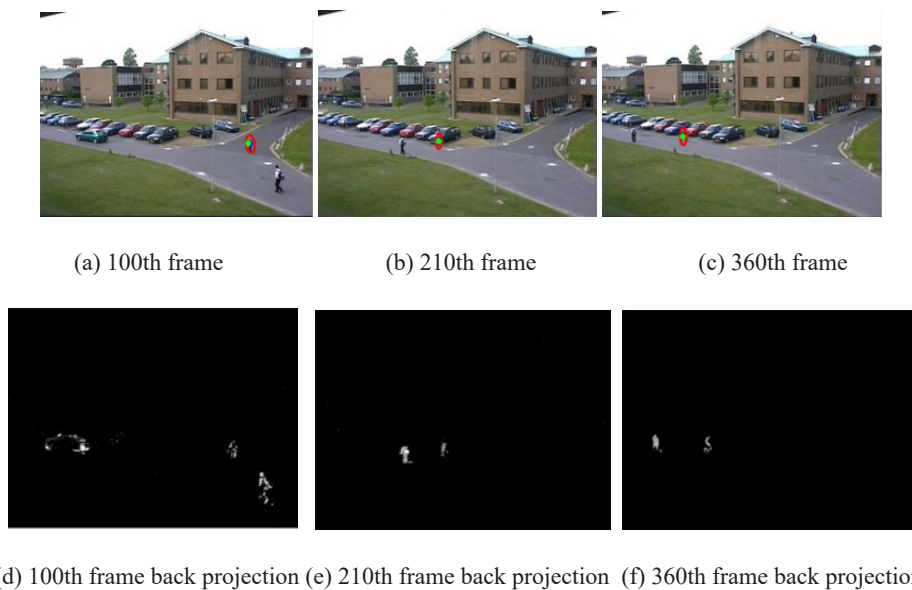 (a) 100th frame
(b) 210th frame
(c) 360th frame
(d) 100th frame back projection
(e) 210th frame back projection
(f) 360th frame back projection